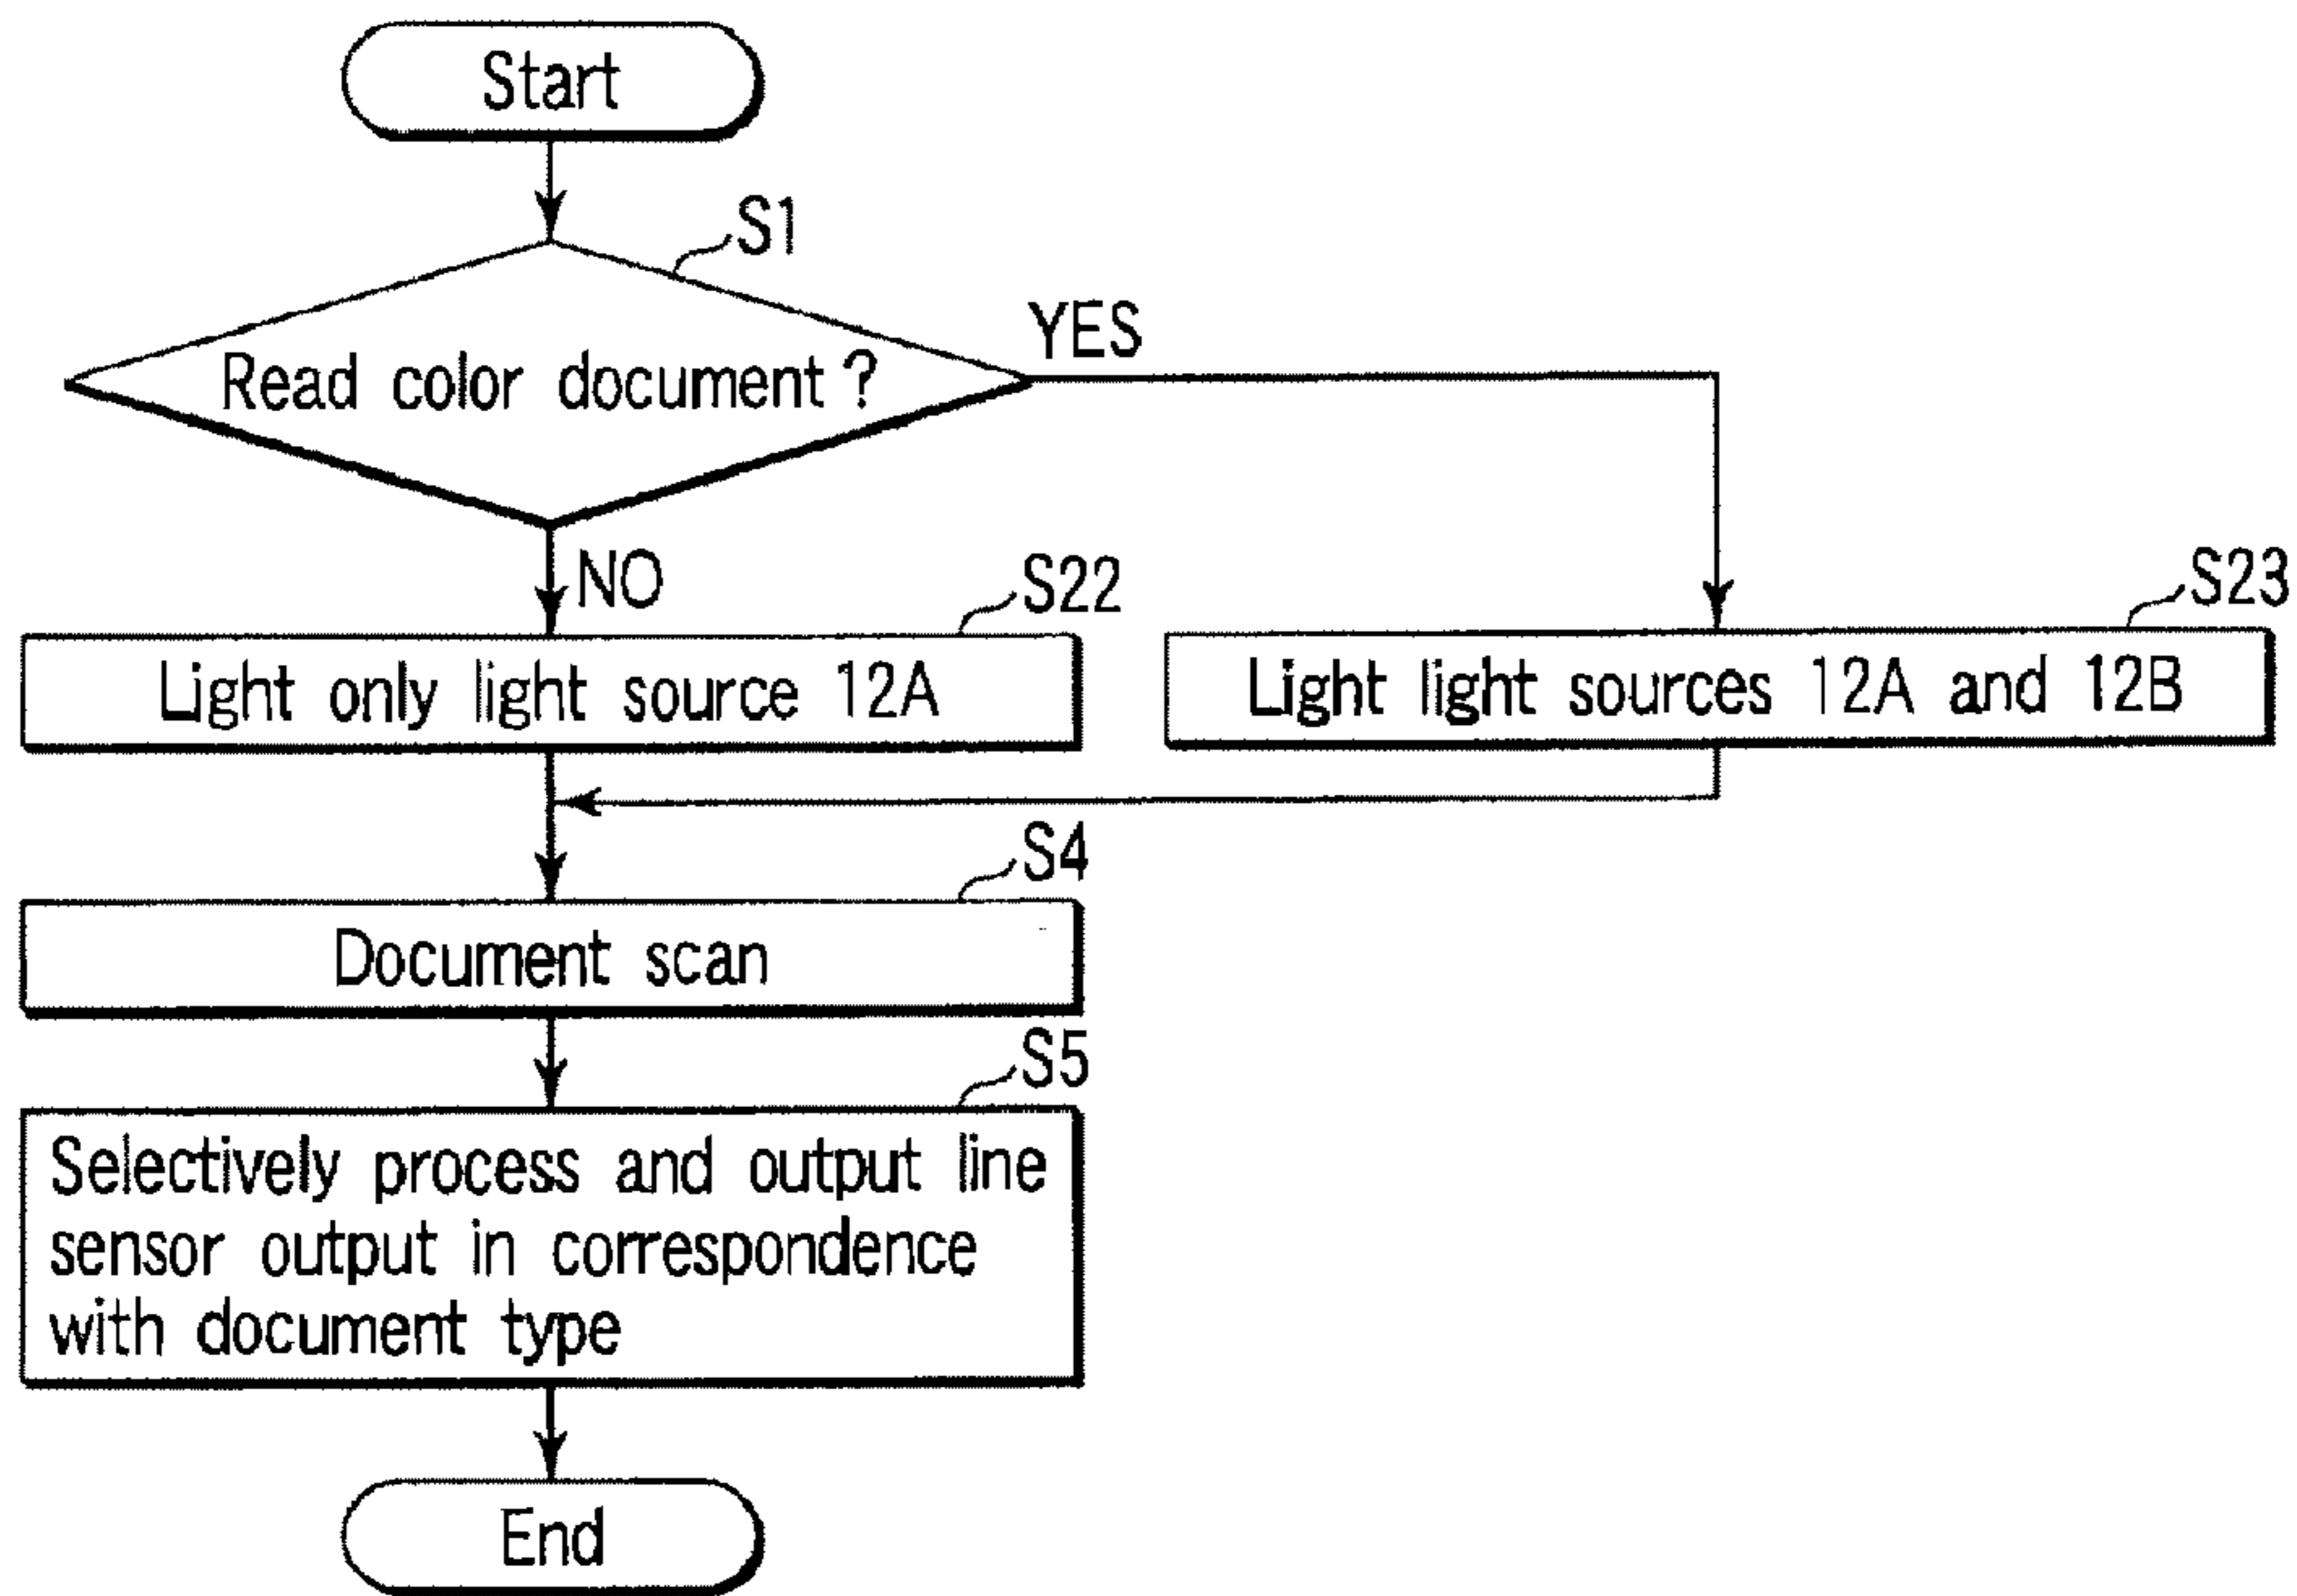 Start
S1
Read color document?
YES
NO
S22
Light only light source 12A
S23
Light light sources 12A and 12B
S4
Document scan
S5
Selectively process and output line
sensor output in correspondence
with document type
End